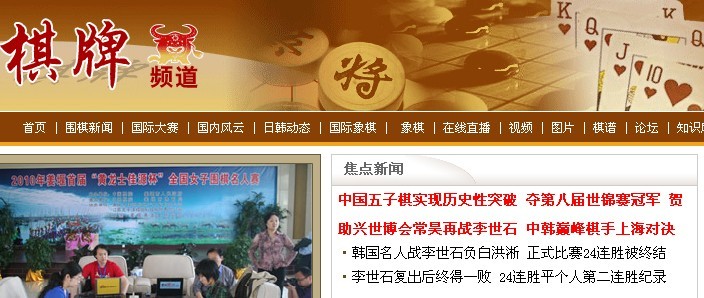 棋牌
频道
将
K
Q
J
10
首页 | 围棋新闻 | 国际大赛 | 国内风云 | 日韩动态 | 国际象棋 | 象棋 | 在线直播 | 视频 | 图片 | 棋谱 | 论坛 | 知识
2010年姜堰首届“黄龙士佳源杯”全国女子围棋名人赛
焦点新闻
中国五子棋实现历史性突破 夺第八届世锦赛冠军 贺
助兴世博会常昊再战李世石 中韩巅峰棋手上海对决
· 韩国名人战李世石负白洪淅 正式比赛24连胜被终结
· 李世石复出后终得一败 24连胜平个人第二连胜纪录